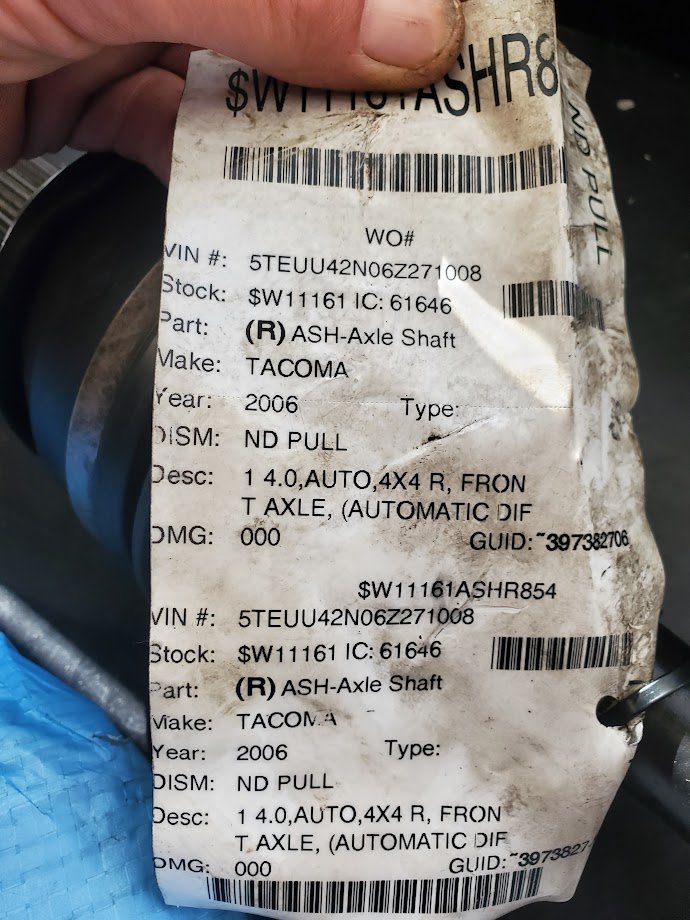 $W11161ASHR8
ND PULL
WO#
VIN #: 5TEUU42N06Z271008
Stock: $W11161 IC: 61646
Part: (R) ASH-Axle Shaft
Make: TACOMA
Year: 2006 Type:
DISM: ND PULL
Desc: 1 4.0,AUTO,4X4 R, FRON
T AXLE, (AUTOMATIC DIF
DMG: 000 GUID:~397382706
$W11161ASHR854
VIN #: 5TEUU42N06Z271008
Stock: $W11161 IC: 61646
Part: (R) ASH-Axle Shaft
Make: TACOMA
Year: 2006 Type:
DISM: ND PULL
Desc: 1 4.0,AUTO,4X4 R, FRON
T AXLE, (AUTOMATIC DIF
DMG: 000 GUID:~3973827